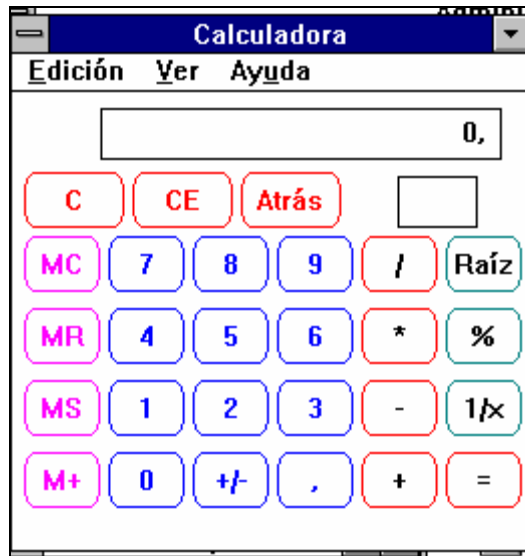 Calculadora
Edición Ver Ayuda
0,
C CE Atrás
MC 7 8 9 / Raíz
MR 4 5 6 * %
MS 1 2 3 - 1/x
M+ 0 +/- , + =